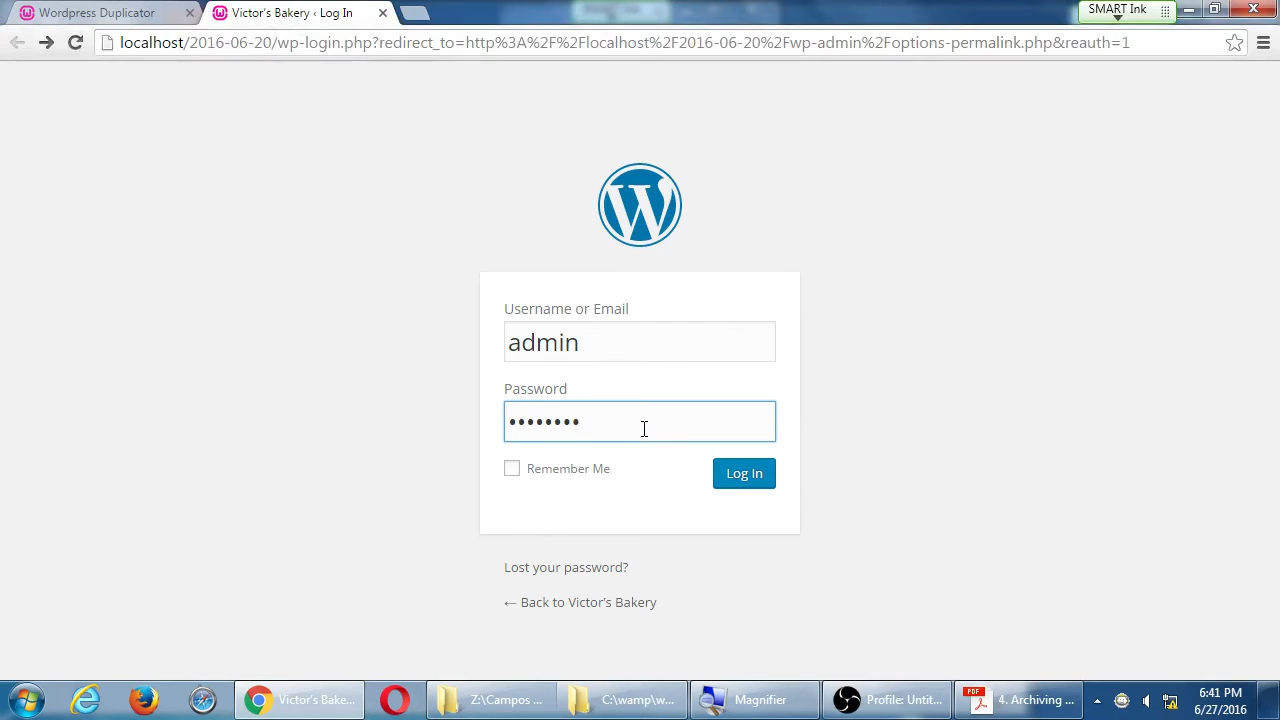 Wordpress Duplicator
Victor's Bakery ‹ Log In
SMART Ink
localhost/2016-06-20/wp-login.php?redirect_to=http%3A%2F%2Flocalhost%2F2016-06-20%2Fwp-admin%2Foptions-permalink.php&reauth=1
Username or Email
admin
Password
Remember Me
Log In
Lost your password?
← Back to Victor's Bakery
Victor's Bake...
Z:\Campos ...
C:\wamp\w...
Magnifier
Profile: Untit...
PDF
4. Archiving ...
6:41 PM
6/27/2016